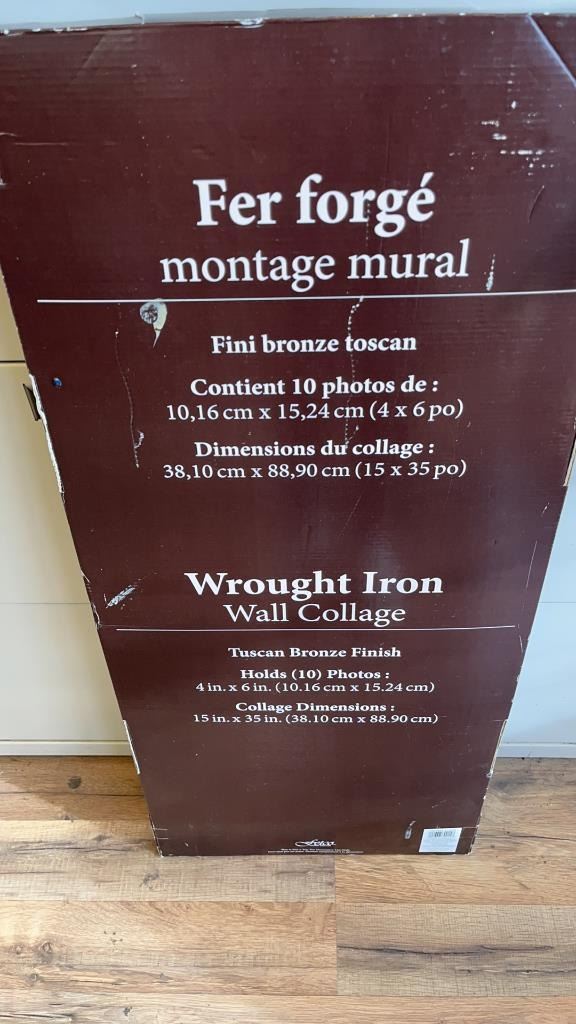 Fer forgé
montage mural
Fini bronze toscan
Contient 10 photos de :
10,16 cm x 15,24 cm (4 x 6 po)
Dimensions du collage :
38,10 cm x 88,90 cm (15 x 35 po)
Wrought Iron
Wall Collage
Tuscan Bronze Finish
Holds (10) Photos :
4 in. x 6 in. (10.16 cm x 15.24 cm)
Collage Dimensions :
15 in. x 35 in. (38.10 cm x 88.90 cm)
Fetco